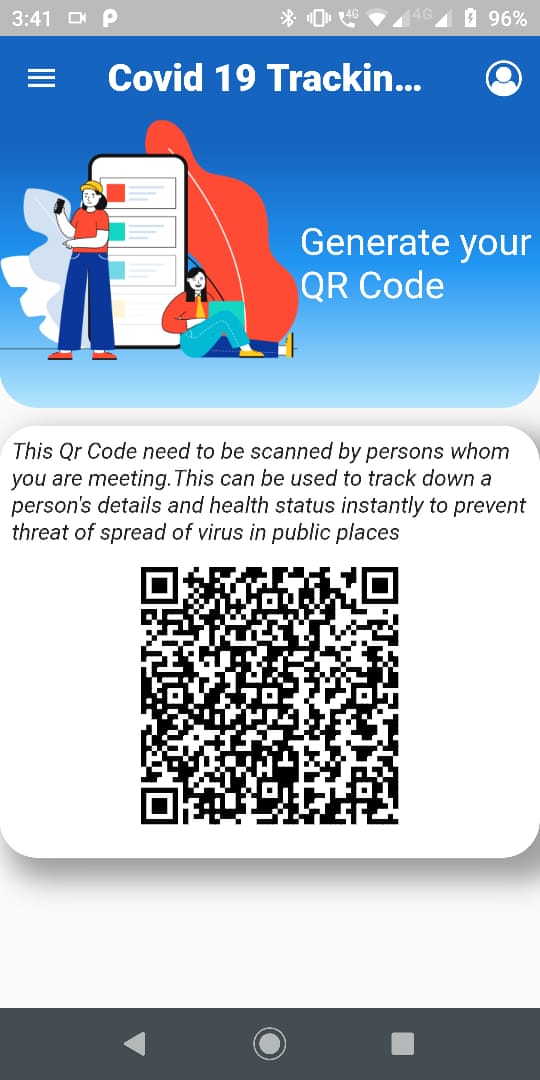 3:41 4G 4G 96%
Covid 19 Trackin...
Generate your
QR Code
This Qr Code need to be scanned by persons whom
you are meeting.This can be used to track down a
person's details and health status instantly to prevent
threat of spread of virus in public places